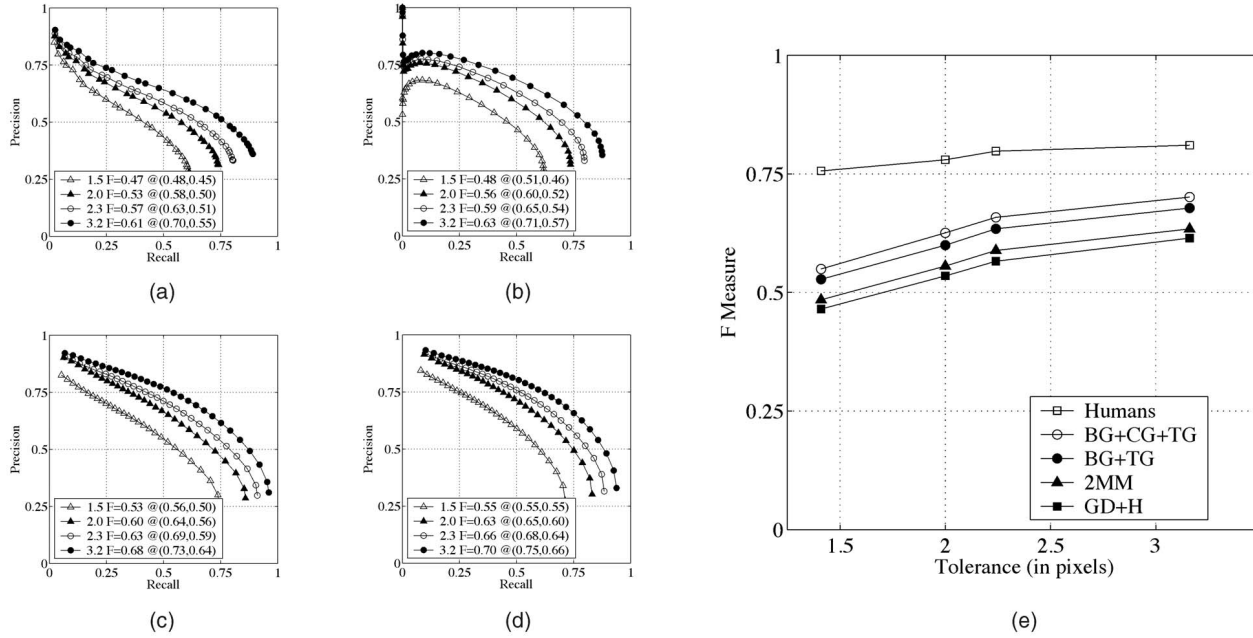 1
0.75
0.5
0.25
0
Precision
1.5 F=0.47 @(0.48,0.45)
2.0 F=0.53 @(0.58,0.50)
2.3 F=0.57 @(0.63,0.51)
3.2 F=0.61 @(0.70,0.55)
0 0.25 0.5 0.75 1
Recall
(a)
1
0.75
0.5
0.25
0
Precision
1.5 F=0.48 @(0.51,0.46)
2.0 F=0.56 @(0.60,0.52)
2.3 F=0.59 @(0.65,0.54)
3.2 F=0.63 @(0.71,0.57)
0 0.25 0.5 0.75 1
Recall
(b)
1
0.75
0.5
0.25
0
Precision
1.5 F=0.53 @(0.56,0.50)
2.0 F=0.60 @(0.64,0.56)
2.3 F=0.63 @(0.69,0.59)
3.2 F=0.68 @(0.73,0.64)
0 0.25 0.5 0.75 1
Recall
(c)
1
0.75
0.5
0.25
0
Precision
1.5 F=0.55 @(0.55,0.55)
2.0 F=0.63 @(0.65,0.60)
2.3 F=0.66 @(0.68,0.64)
3.2 F=0.70 @(0.75,0.66)
0 0.25 0.5 0.75 1
Recall
(d)
1
0.75
0.5
0.25
0
F Measure
Humans
BG+CG+TG
BG+TG
2MM
GD+H
1.5 2 2.5 3
Tolerance (in pixels)
(e)